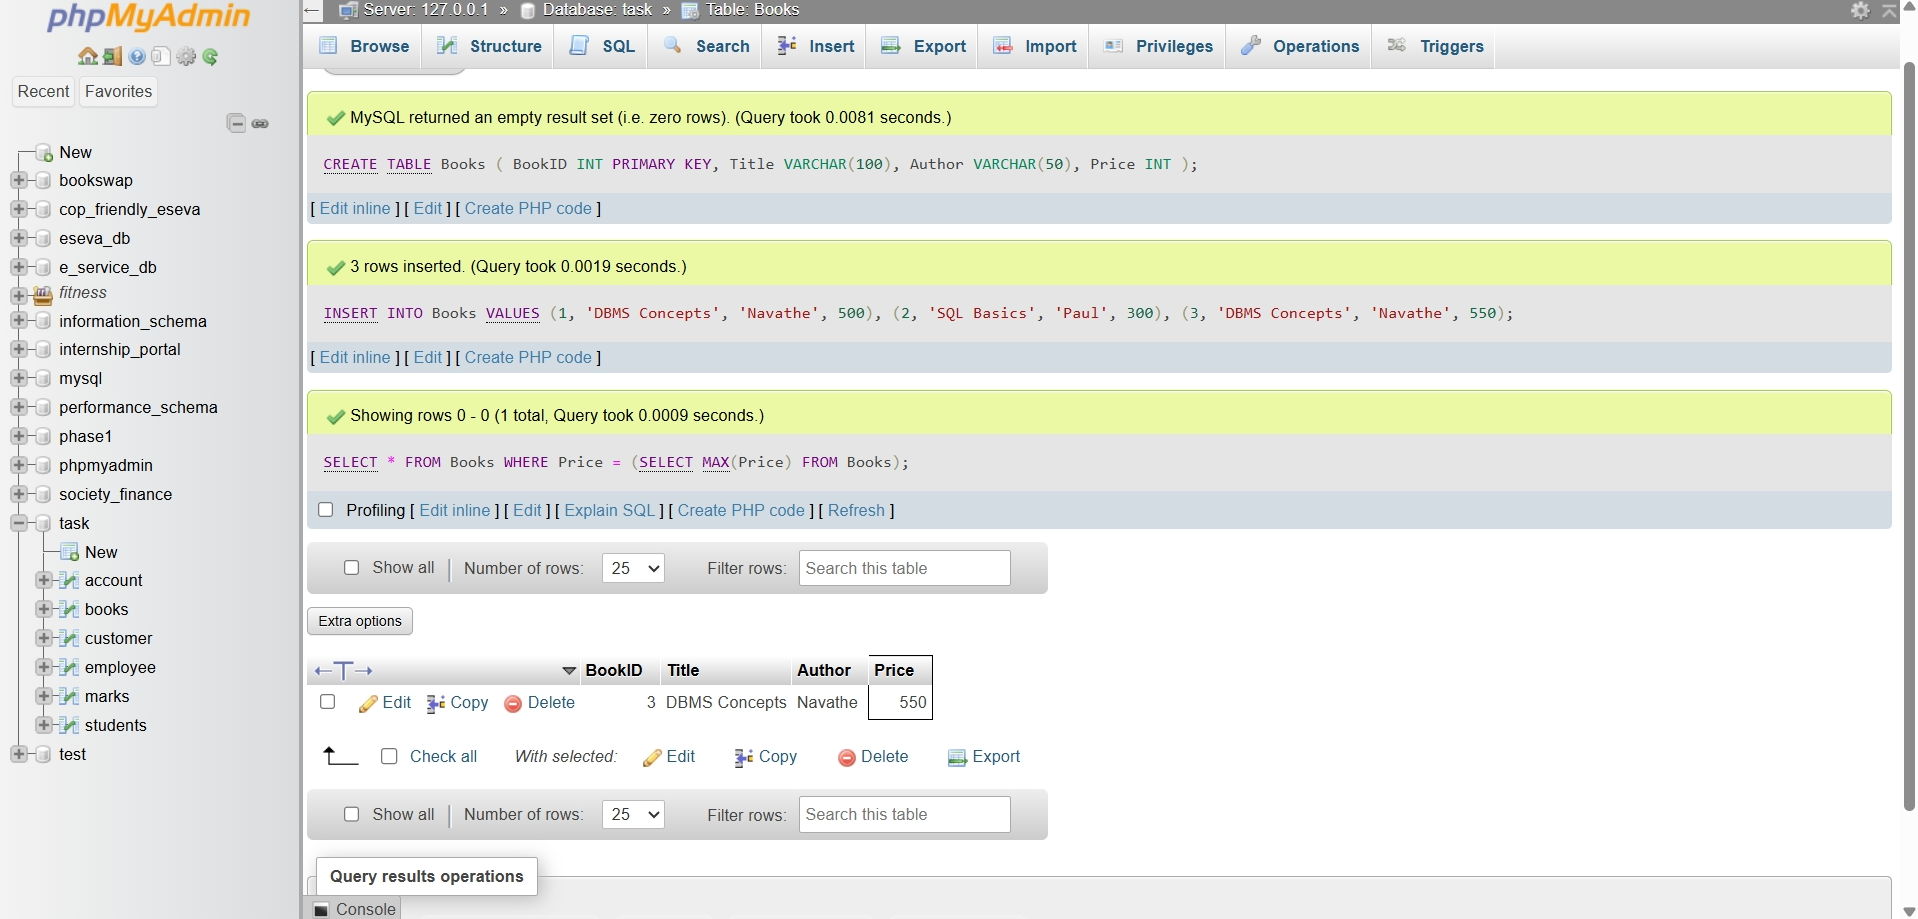 phpMyAdmin
Recent Favorites
New
bookswap
cop_friendly_eseva
eseva_db
e_service_db
fitness
information_schema
internship_portal
mysql
performance_schema
phase1
phpmyadmin
society_finance
task
New
account
books
customer
employee
marks
students
test
Server: 127.0.0.1 » Database: task » Table: Books
Browse Structure SQL Search Insert Export Import Privileges Operations Triggers
MySQL returned an empty result set (i.e. zero rows). (Query took 0.0081 seconds.)
CREATE TABLE Books ( BookID INT PRIMARY KEY, Title VARCHAR(100), Author VARCHAR(50), Price INT );
[ Edit inline ] [ Edit ] [ Create PHP code ]
3 rows inserted. (Query took 0.0019 seconds.)
INSERT INTO Books VALUES (1, 'DBMS Concepts', 'Navathe', 500), (2, 'SQL Basics', 'Paul', 300), (3, 'DBMS Concepts', 'Navathe', 550);
[ Edit inline ] [ Edit ] [ Create PHP code ]
Showing rows 0 - 0 (1 total, Query took 0.0009 seconds.)
SELECT * FROM Books WHERE Price = (SELECT MAX(Price) FROM Books);
Profiling [ Edit inline ] [ Edit ] [ Explain SQL ] [ Create PHP code ] [ Refresh ]
Show all | Number of rows: 25 Filter rows: Search this table
Extra options
BookID Title Author Price
Edit Copy Delete 3 DBMS Concepts Navathe 550
Check all With selected: Edit Copy Delete Export
Show all | Number of rows: 25 Filter rows: Search this table
Query results operations
Console